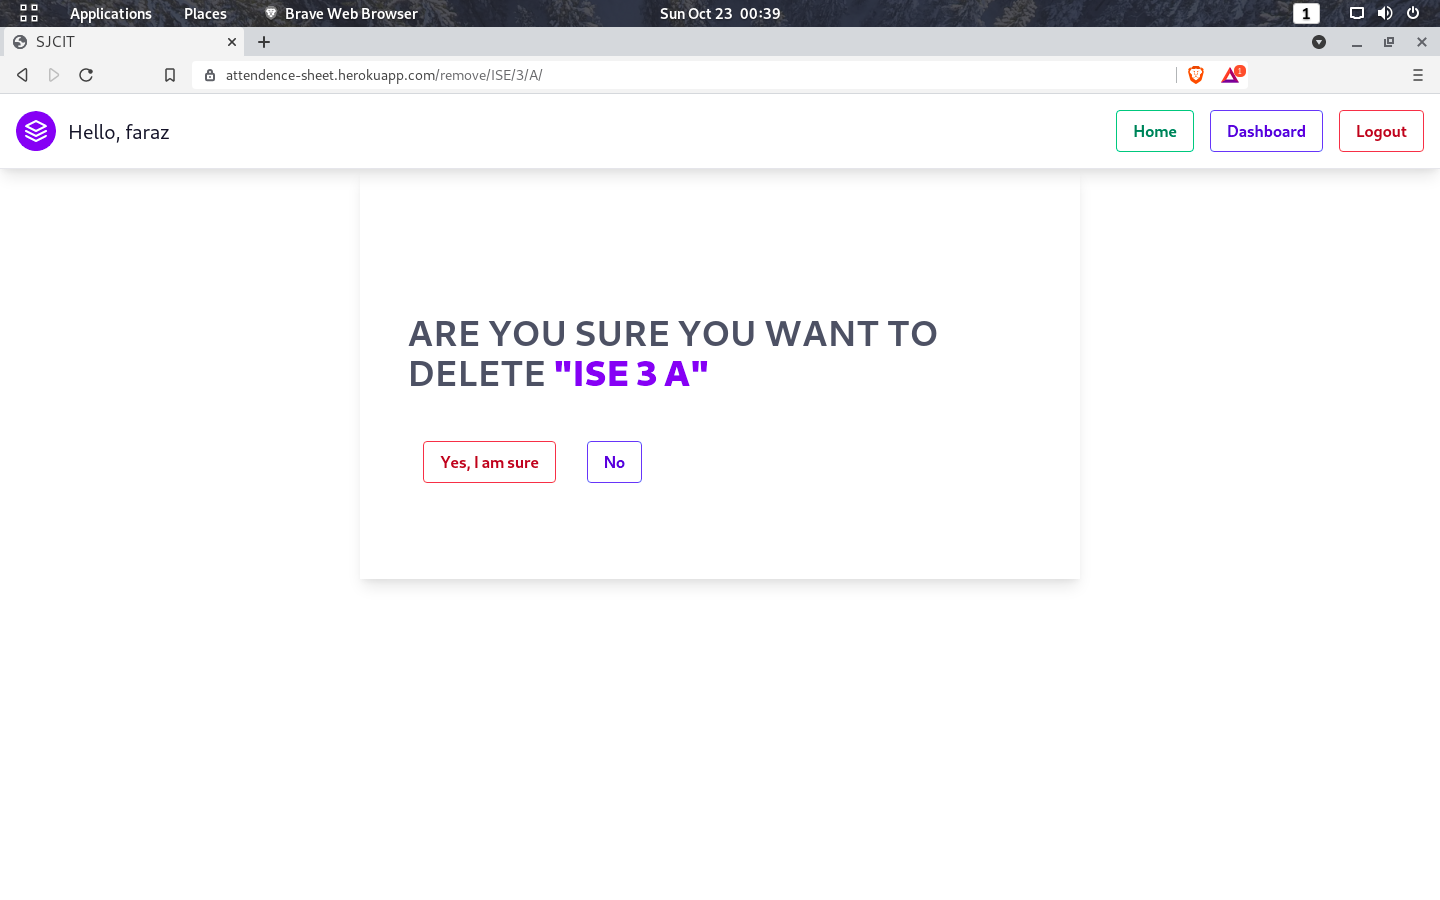 Applications Places Brave Web Browser Sun Oct 23 00:39 1
SJCIT
attendence-sheet.herokuapp.com/remove/ISE/3/A/ 1
Hello, faraz Home Dashboard Logout
ARE YOU SURE YOU WANT TO
DELETE "ISE 3 A"
Yes, I am sure No